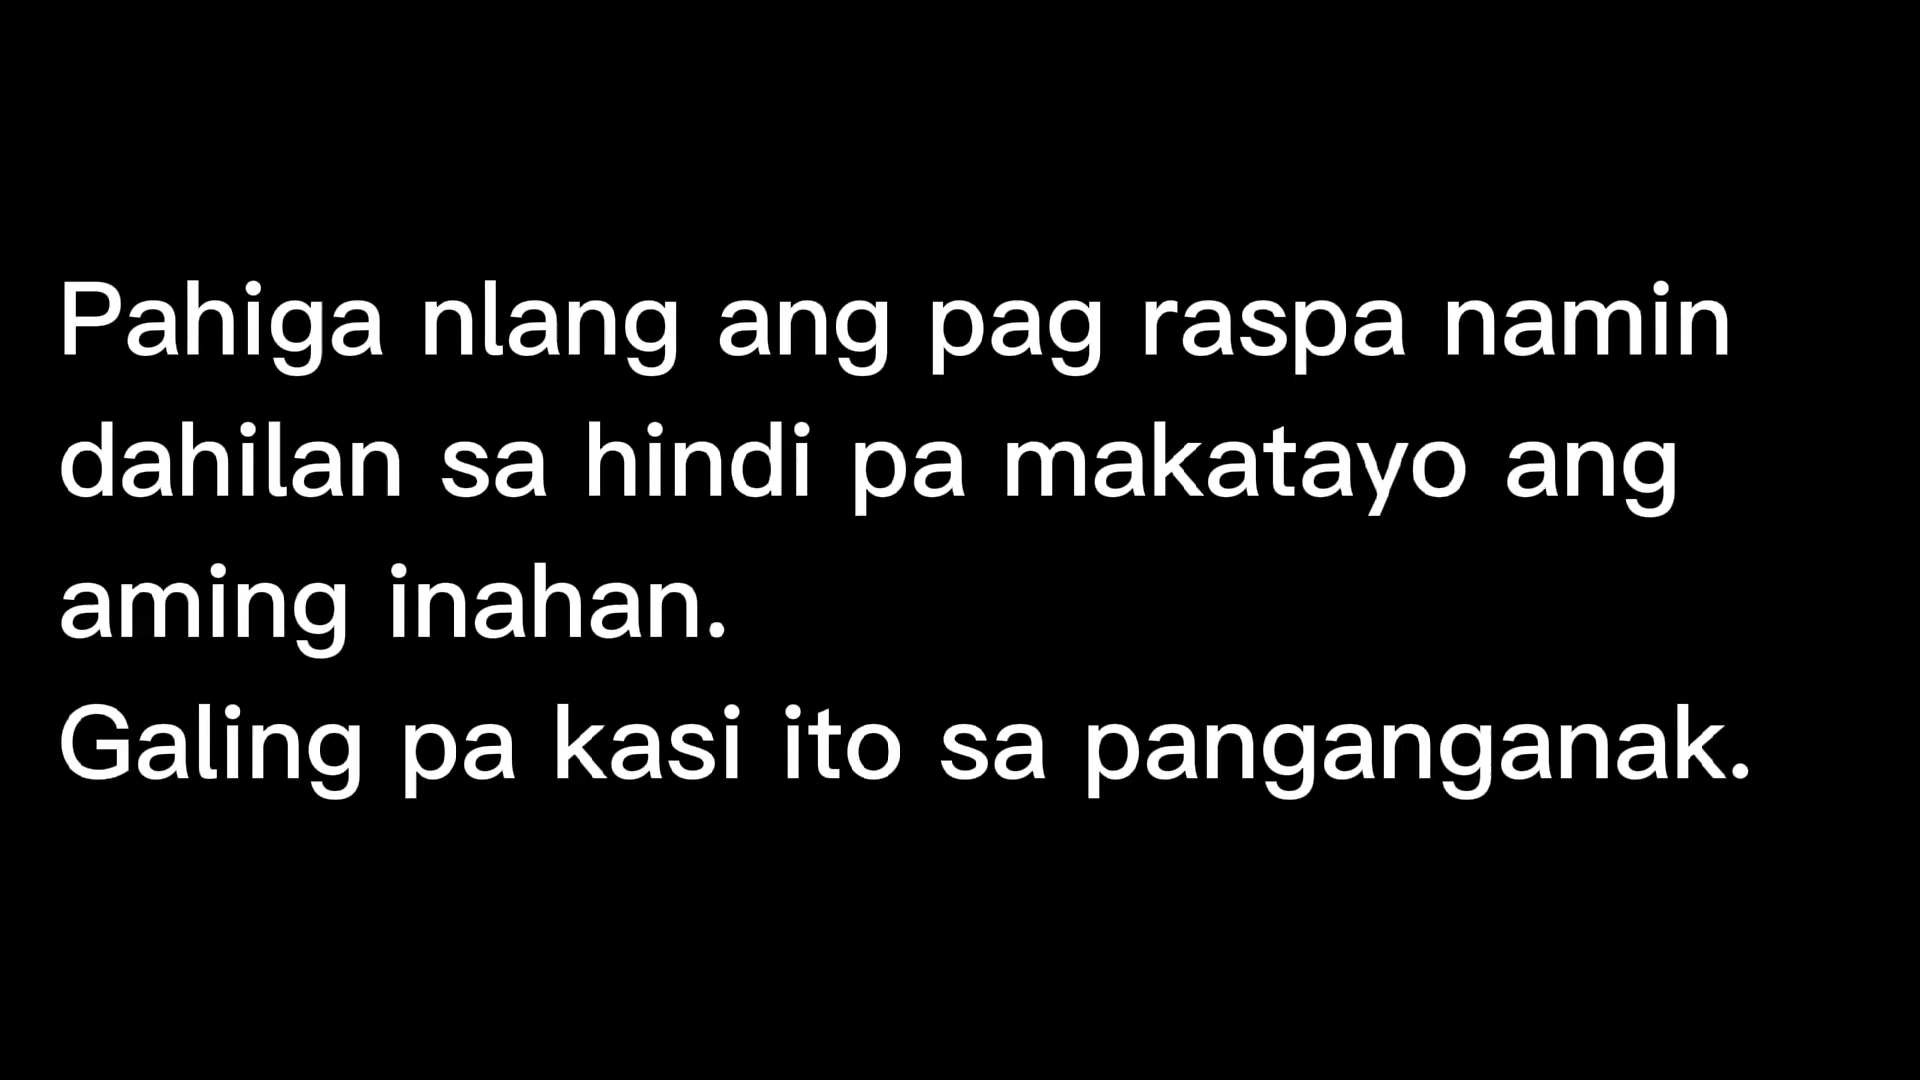 Pahiga nlang ang pag raspa namin
dahilan sa hindi pa makatayo ang
aming inahan.
Galing pa kasi ito sa panganganak.